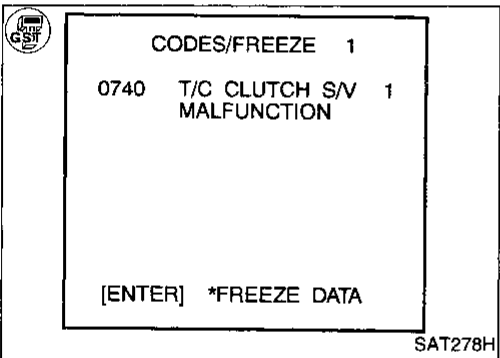 GST
CODES/FREEZE 1
0740 T/C CLUTCH S/V 1
MALFUNCTION
[ENTER] *FREEZE DATA
SAT278H